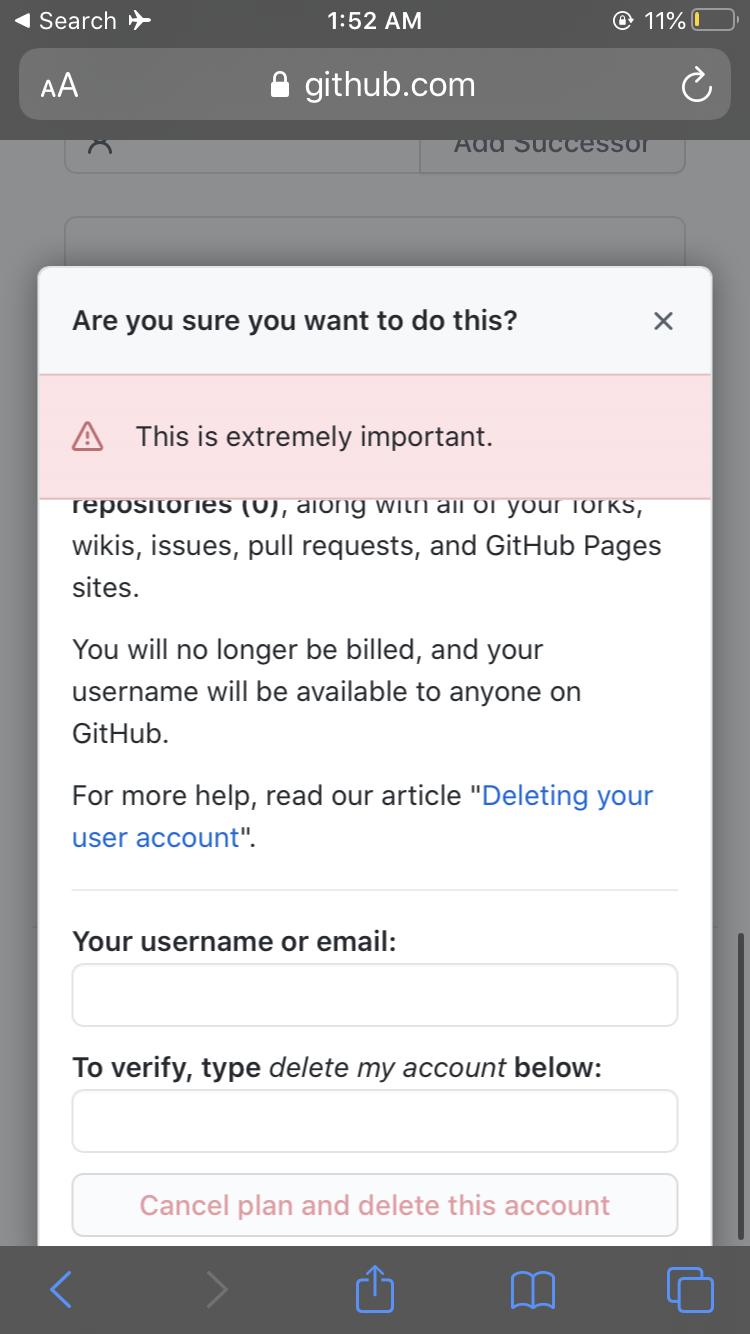 Search
1:52 AM
11%
AA
github.com
Add Successor
Are you sure you want to do this?
This is extremely important.
repositories (0), along with all of your forks,
wikis, issues, pull requests, and GitHub Pages
sites.
You will no longer be billed, and your
username will be available to anyone on
GitHub.
For more help, read our article "Deleting your
user account".
Your username or email:
To verify, type delete my account below:
Cancel plan and delete this account